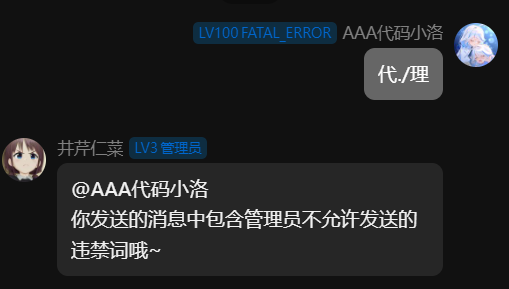 LV100 FATAL_ERROR AAA代码小洛
代./理
井芹仁菜 LV3 管理员
@AAA代码小洛
你发送的消息中包含管理员不允许发送的
违禁词哦~